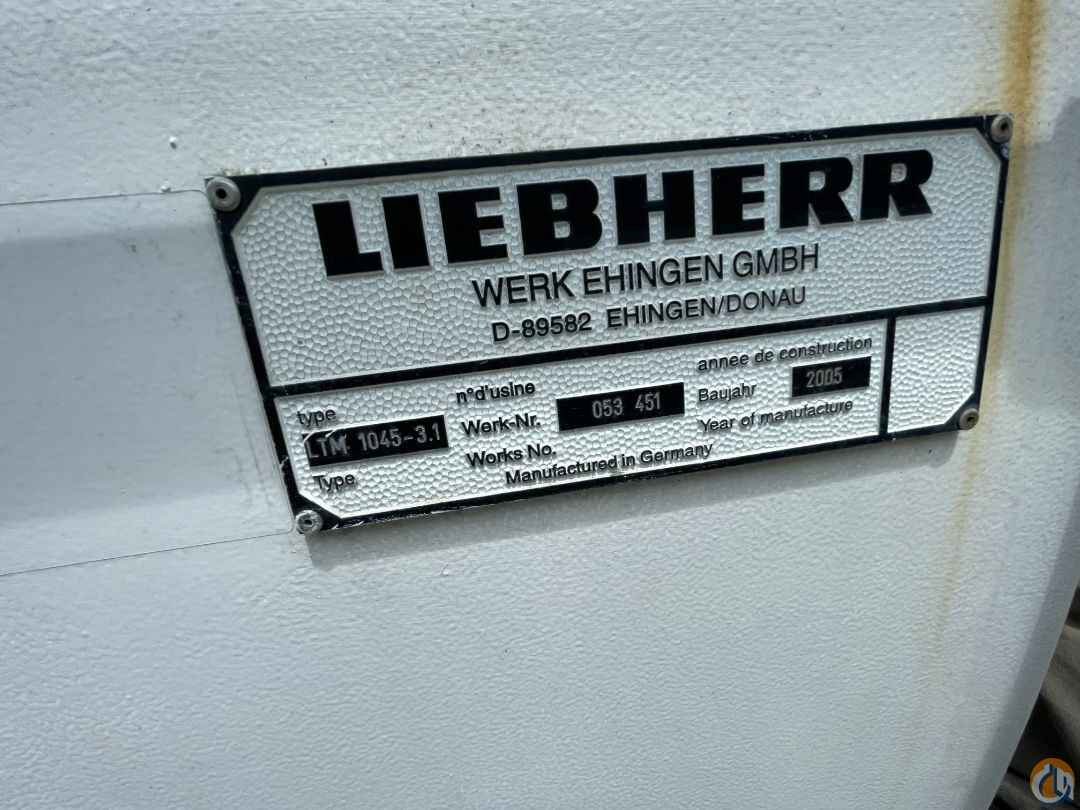 LIEBHERR
WERK EHINGEN GMBH
D-89582 EHINGEN/DONAU
type
LTM 1045-3.1
Type
n°d'usine
Werk-Nr. 053 451
Works No.
annee de construction
Baujahr 2005
Year of manufacture
Manufactured in Germany